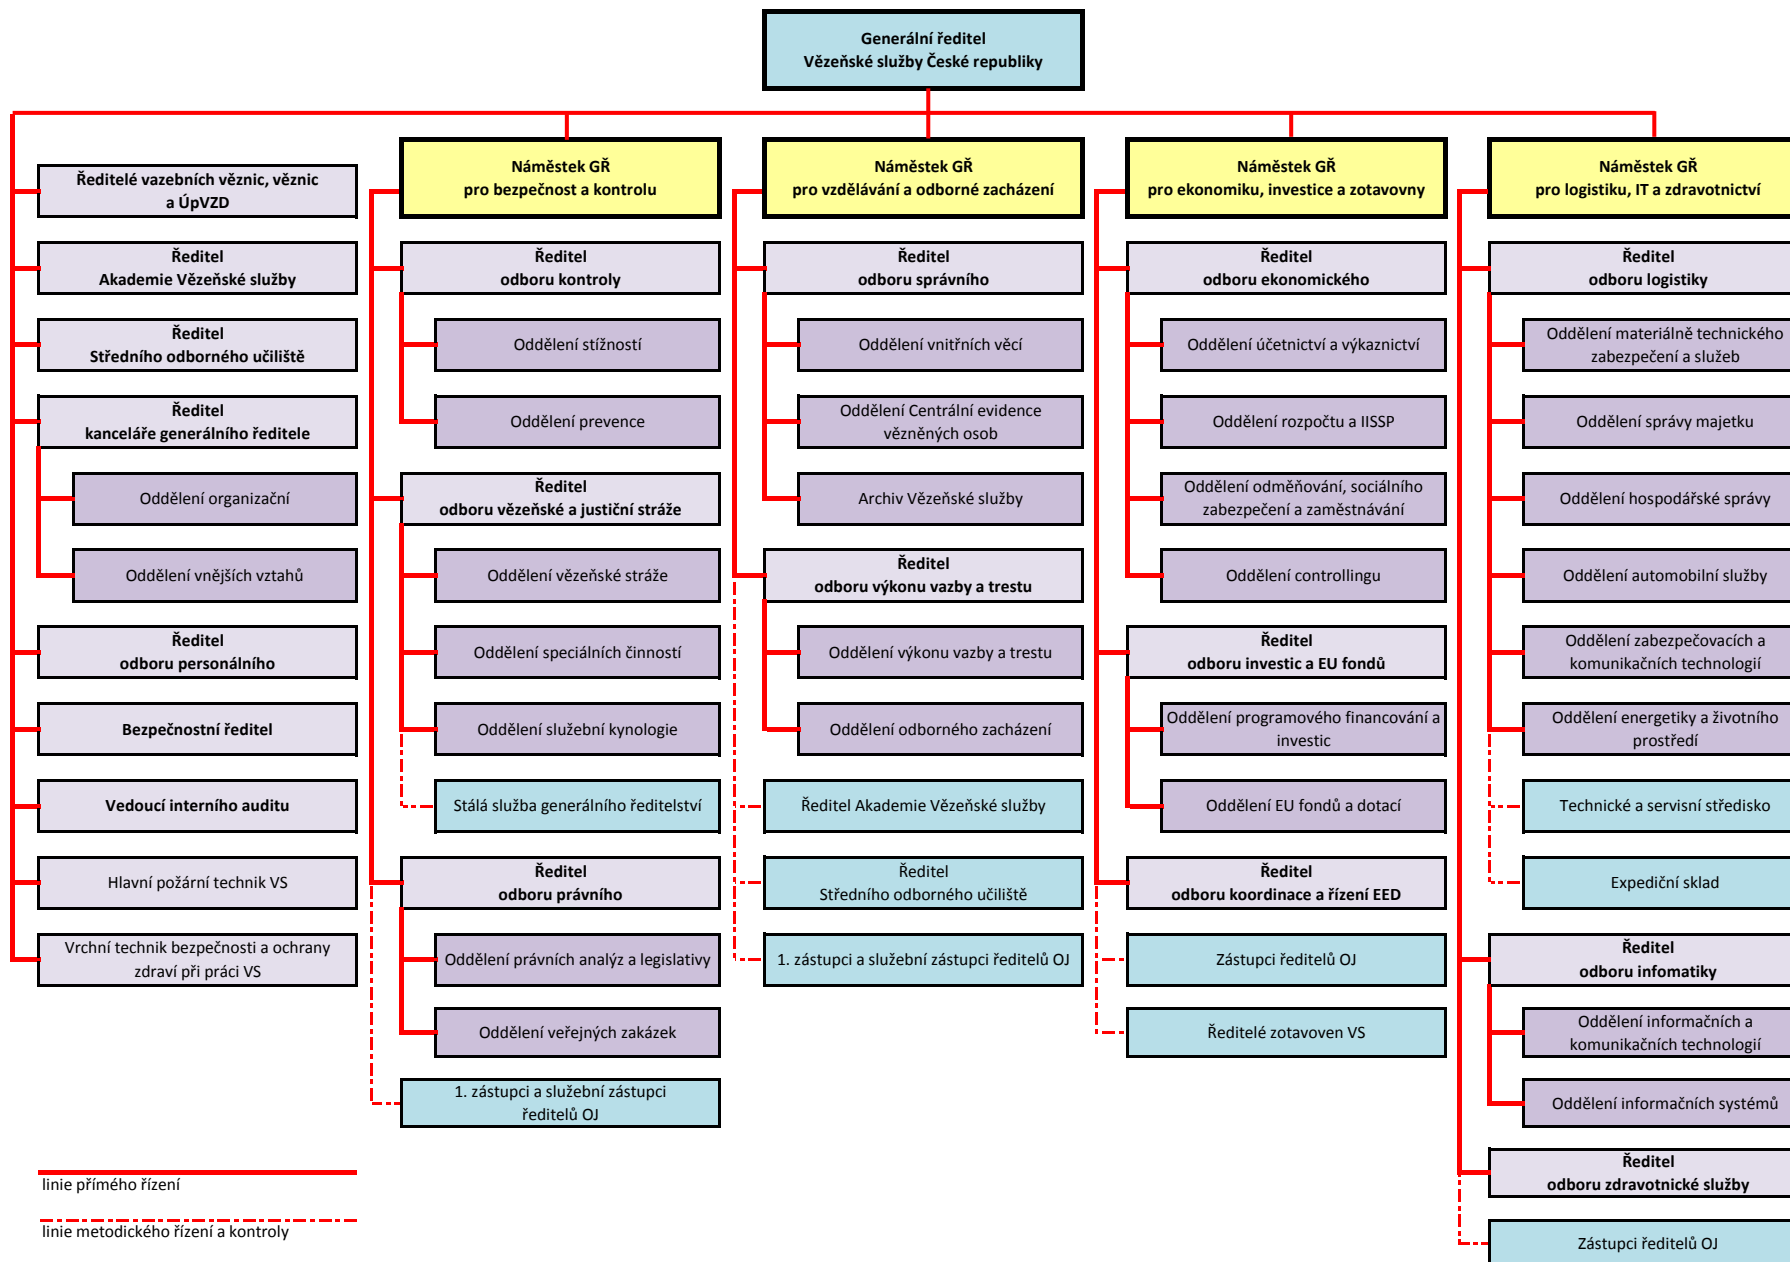 Generální ředitel
Vězeňské služby České republiky
Ředitelé vazebních věznic, věznic
a ÚpVZD
Ředitel
Akademie Vězeňské služby
Ředitel
Středního odborného učiliště
Ředitel
kanceláře generálního ředitele
Oddělení organizační
Oddělení vnějších vztahů
Ředitel
odboru personálního
Bezpečnostní ředitel
Vedoucí interního auditu
Hlavní požární technik VS
Vrchní technik bezpečnosti a ochrany
zdraví při práci VS
Náměstek GŘ
pro bezpečnost a kontrolu
Ředitel
odboru kontroly
Oddělení stížností
Oddělení prevence
Ředitel
odboru vězeňské a justiční stráže
Oddělení vězeňské stráže
Oddělení speciálních činností
Oddělení služební kynologie
Stálá služba generálního ředitelství
Ředitel
odboru právního
Oddělení právních analýz a legislativy
Oddělení veřejných zakázek
1. zástupci a služební zástupci
ředitelů OJ
Náměstek GŘ
pro vzdělávání a odborné zacházení
Ředitel
odboru správního
Oddělení vnitřních věcí
Oddělení Centrální evidence
vězněných osob
Archiv Vězeňské služby
Ředitel
odboru výkonu vazby a trestu
Oddělení výkonu vazby a trestu
Oddělení odborného zacházení
Ředitel Akademie Vězeňské služby
Ředitel
Středního odborného učiliště
1. zástupci a služební zástupci ředitelů OJ
Náměstek GŘ
pro ekonomiku, investice a zotavovny
Ředitel
odboru ekonomického
Oddělení účetnictví a výkaznictví
Oddělení rozpočtu a IISSP
Oddělení odměňování, sociálního
zabezpečení a zaměstnávání
Oddělení controllingu
Ředitel
odboru investic a EU fondů
Oddělení programového financování a
investic
Oddělení EU fondů a dotací
Ředitel
odboru koordinace a řízení EED
Zástupci ředitelů OJ
Ředitelé zotavoven VS
Náměstek GŘ
pro logistiku, IT a zdravotnictví
Ředitel
odboru logistiky
Oddělení materiálně technického
zabezpečení a služeb
Oddělení správy majetku
Oddělení hospodářské správy
Oddělení automobilní služby
Oddělení zabezpečovacích a
komunikačních technologií
Oddělení energetiky a životního
prostředí
Technické a servisní středisko
Expediční sklad
Ředitel
odboru infomatiky
Oddělení informačních a
komunikačních technologií
Oddělení informačních systémů
Ředitel
odboru zdravotnické služby
Zástupci ředitelů OJ
linie přímého řízení
linie metodického řízení a kontroly